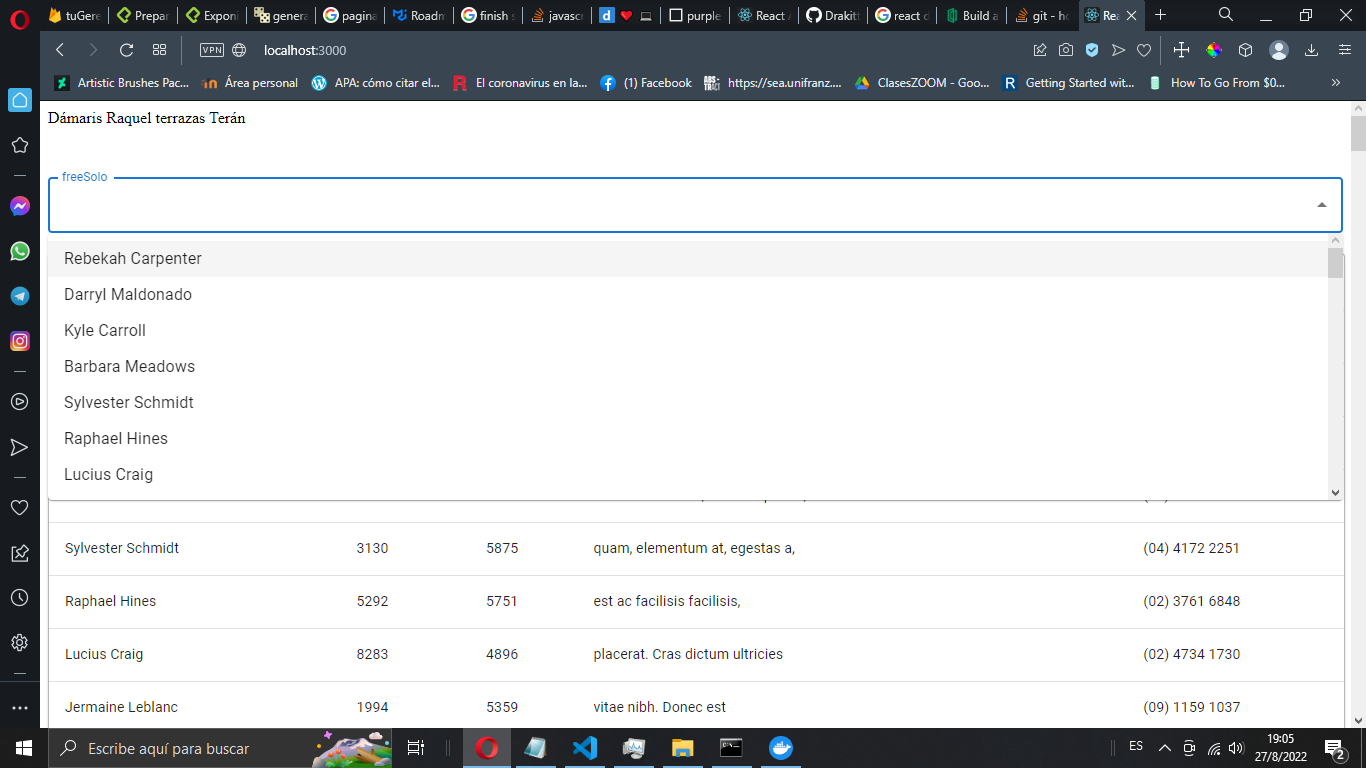 tuGere
Prepar
Exponi
genera
pagina
Roadm
finish s
javascr
purple
React A
Drakitt
react d
Build a
git - ho
Rea
VPN localhost:3000
Artistic Brushes Pac...
Área personal
APA: cómo citar el...
El coronavirus en la...
(1) Facebook
https://sea.unifranz....
ClasesZOOM - Goo...
Getting Started wit...
How To Go From $0...
Dámaris Raquel terrazas Terán
freeSolo
Rebekah Carpenter
Darryl Maldonado
Kyle Carroll
Barbara Meadows
Sylvester Schmidt
Raphael Hines
Lucius Craig
Sylvester Schmidt 3130 5875 quam, elementum at, egestas a, (04) 4172 2251
Raphael Hines 5292 5751 est ac facilisis facilisis, (02) 3761 6848
Lucius Craig 8283 4896 placerat. Cras dictum ultricies (02) 4734 1730
Jermaine Leblanc 1994 5359 vitae nibh. Donec est (09) 1159 1037
Escribe aquí para buscar
ES
19:05
27/8/2022
2